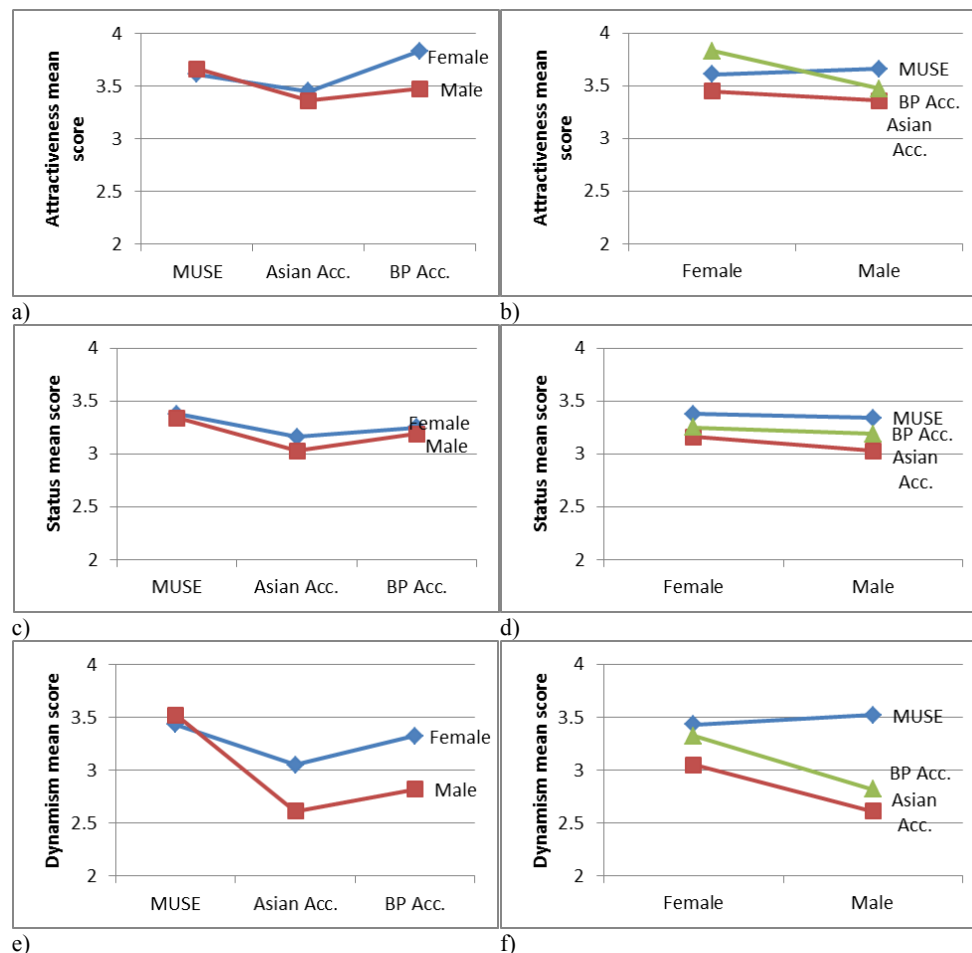 4
3.5
3
2.5
2
Attractiveness mean
score
Female
Male
MUSE Asian Acc. BP Acc.
a)
4
3.5
3
2.5
2
Attractiveness mean
score
MUSE
BP Acc.
Asian
Acc.
Female Male
b)
4
3.5
3
2.5
2
Status mean score
Female
Male
MUSE Asian Acc. BP Acc.
c)
4
3.5
3
2.5
2
Status mean score
MUSE
BP Acc.
Asian
Acc.
Female Male
d)
4
3.5
3
2.5
2
Dynamism mean score
Female
Male
MUSE Asian Acc. BP Acc.
e)
4
3.5
3
2.5
2
Dynamism mean score
MUSE
BP Acc.
Asian
Acc.
Female Male
f)